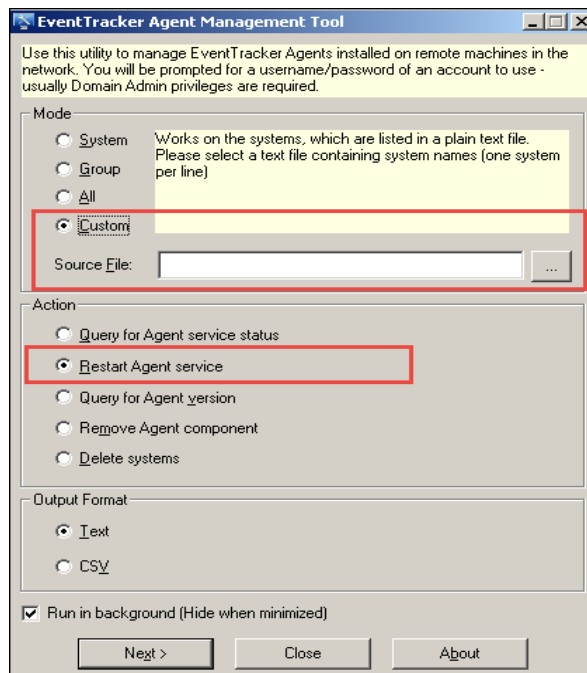 EventTracker Agent Management Tool
Use this utility to manage EventTracker Agents installed on remote machines in the
network. You will be prompted for a username/password of an account to use -
usually Domain Admin privileges are required.
Mode
System
Group
All
Custom
Works on the systems, which are listed in a plain text file.
Please select a text file containing system names (one system
per line)
Source File:
...
Action
Query for Agent service status
Restart Agent service
Query for Agent version
Remove Agent component
Delete systems
Output Format
Text
CSV
Run in background (Hide when minimized)
Next >
Close
About